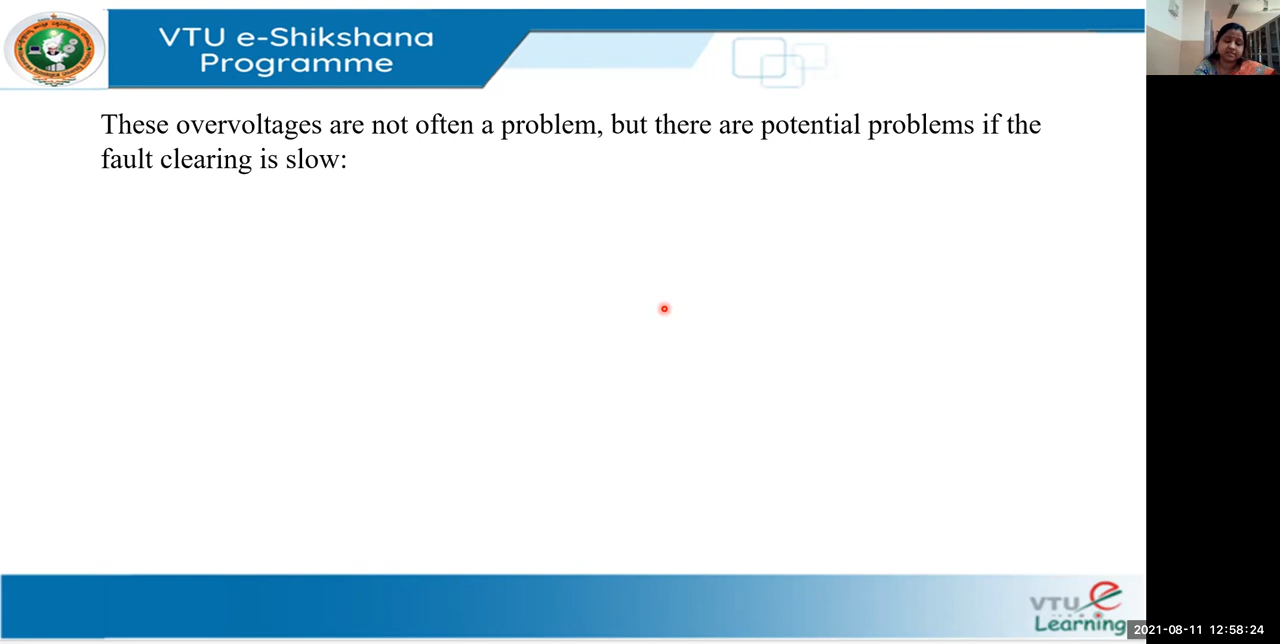 VTU e-Shikshana
Programme
These overvoltages are not often a problem, but there are potential problems if the
fault clearing is slow:
VTU
Learning
2021-08-11 12:58:24